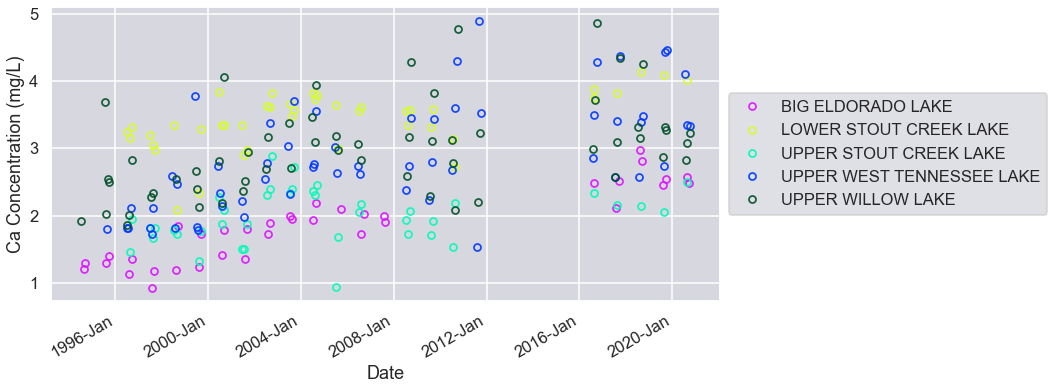 Ca Concentration (mg/L)
5
4
3
2
1
1996-Jan
2000-Jan
2004-Jan
2008-Jan
2012-Jan
2016-Jan
2020-Jan
Date
BIG ELDORADO LAKE
LOWER STOUT CREEK LAKE
UPPER STOUT CREEK LAKE
UPPER WEST TENNESSEE LAKE
UPPER WILLOW LAKE